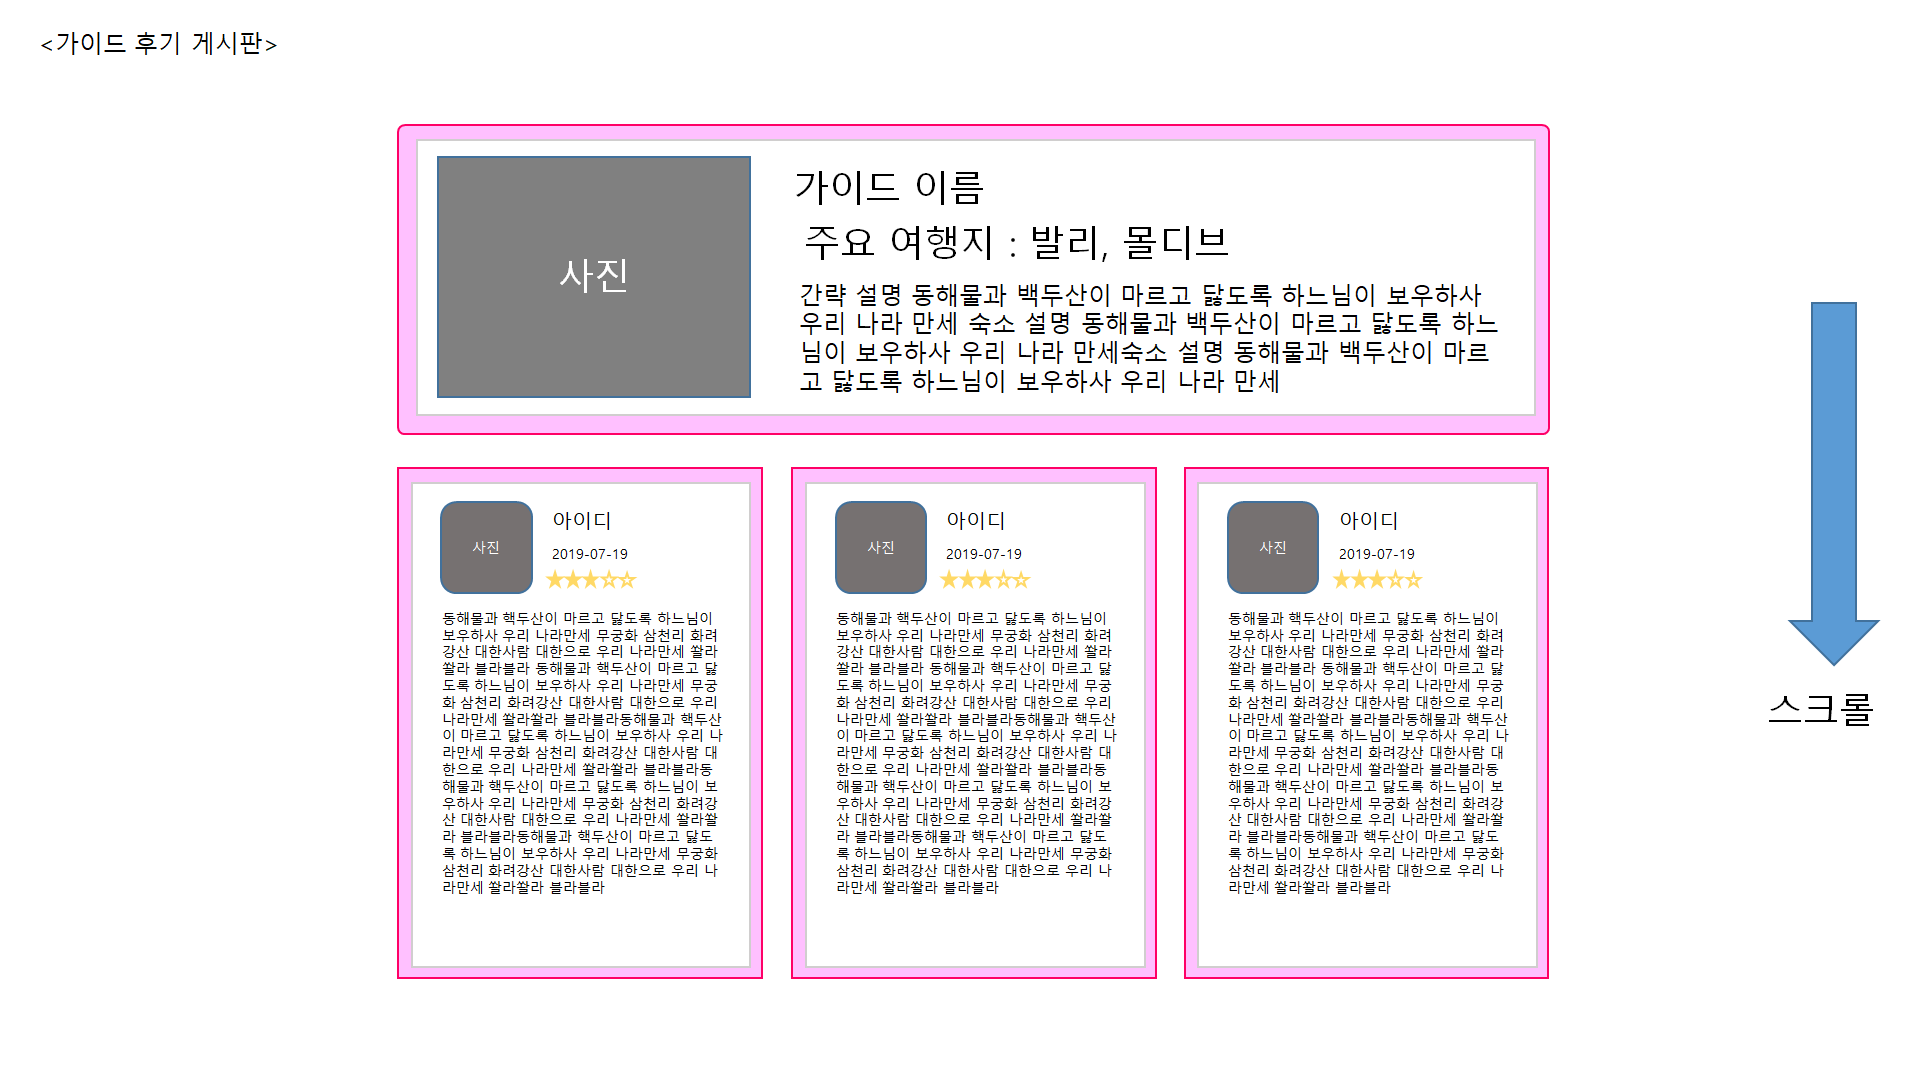 <가이드 후기 게시판>
사진
가이드 이름
주요 여행지 : 발리, 몰디브
간략 설명 동해물과 백두산이 마르고 닳도록 하느님이 보우하사
우리 나라 만세 숙소 설명 동해물과 백두산이 마르고 닳도록 하느
님이 보우하사 우리 나라 만세숙소 설명 동해물과 백두산이 마르
고 닳도록 하느님이 보우하사 우리 나라 만세
사진
아이디
2019-07-19
★★★☆☆
동해물과 핵두산이 마르고 닳도록 하느님이
보우하사 우리 나라만세 무궁화 삼천리 화려
강산 대한사람 대한으로 우리 나라만세 쏼라
쏼라 블라블라 동해물과 핵두산이 마르고 닳
도록 하느님이 보우하사 우리 나라만세 무궁
화 삼천리 화려강산 대한사람 대한으로 우리
나라만세 쏼라쏼라 블라블라동해물과 핵두산
이 마르고 닳도록 하느님이 보우하사 우리 나
라만세 무궁화 삼천리 화려강산 대한사람 대
한으로 우리 나라만세 쏼라쏼라 블라블라동
해물과 핵두산이 마르고 닳도록 하느님이 보
우하사 우리 나라만세 무궁화 삼천리 화려강
산 대한사람 대한으로 우리 나라만세 쏼라쏼
라 블라블라동해물과 핵두산이 마르고 닳도
록 하느님이 보우하사 우리 나라만세 무궁화
삼천리 화려강산 대한사람 대한으로 우리 나
라만세 쏼라쏼라 블라블라
사진
아이디
2019-07-19
★★★☆☆
동해물과 핵두산이 마르고 닳도록 하느님이
보우하사 우리 나라만세 무궁화 삼천리 화려
강산 대한사람 대한으로 우리 나라만세 쏼라
쏼라 블라블라 동해물과 핵두산이 마르고 닳
도록 하느님이 보우하사 우리 나라만세 무궁
화 삼천리 화려강산 대한사람 대한으로 우리
나라만세 쏼라쏼라 블라블라동해물과 핵두산
이 마르고 닳도록 하느님이 보우하사 우리 나
라만세 무궁화 삼천리 화려강산 대한사람 대
한으로 우리 나라만세 쏼라쏼라 블라블라동
해물과 핵두산이 마르고 닳도록 하느님이 보
우하사 우리 나라만세 무궁화 삼천리 화려강
산 대한사람 대한으로 우리 나라만세 쏼라쏼
라 블라블라동해물과 핵두산이 마르고 닳도
록 하느님이 보우하사 우리 나라만세 무궁화
삼천리 화려강산 대한사람 대한으로 우리 나
라만세 쏼라쏼라 블라블라
사진
아이디
2019-07-19
★★★☆☆
동해물과 핵두산이 마르고 닳도록 하느님이
보우하사 우리 나라만세 무궁화 삼천리 화려
강산 대한사람 대한으로 우리 나라만세 쏼라
쏼라 블라블라 동해물과 핵두산이 마르고 닳
도록 하느님이 보우하사 우리 나라만세 무궁
화 삼천리 화려강산 대한사람 대한으로 우리
나라만세 쏼라쏼라 블라블라동해물과 핵두산
이 마르고 닳도록 하느님이 보우하사 우리 나
라만세 무궁화 삼천리 화려강산 대한사람 대
한으로 우리 나라만세 쏼라쏼라 블라블라동
해물과 핵두산이 마르고 닳도록 하느님이 보
우하사 우리 나라만세 무궁화 삼천리 화려강
산 대한사람 대한으로 우리 나라만세 쏼라쏼
라 블라블라동해물과 핵두산이 마르고 닳도
록 하느님이 보우하사 우리 나라만세 무궁화
삼천리 화려강산 대한사람 대한으로 우리 나
라만세 쏼라쏼라 블라블라
스크롤